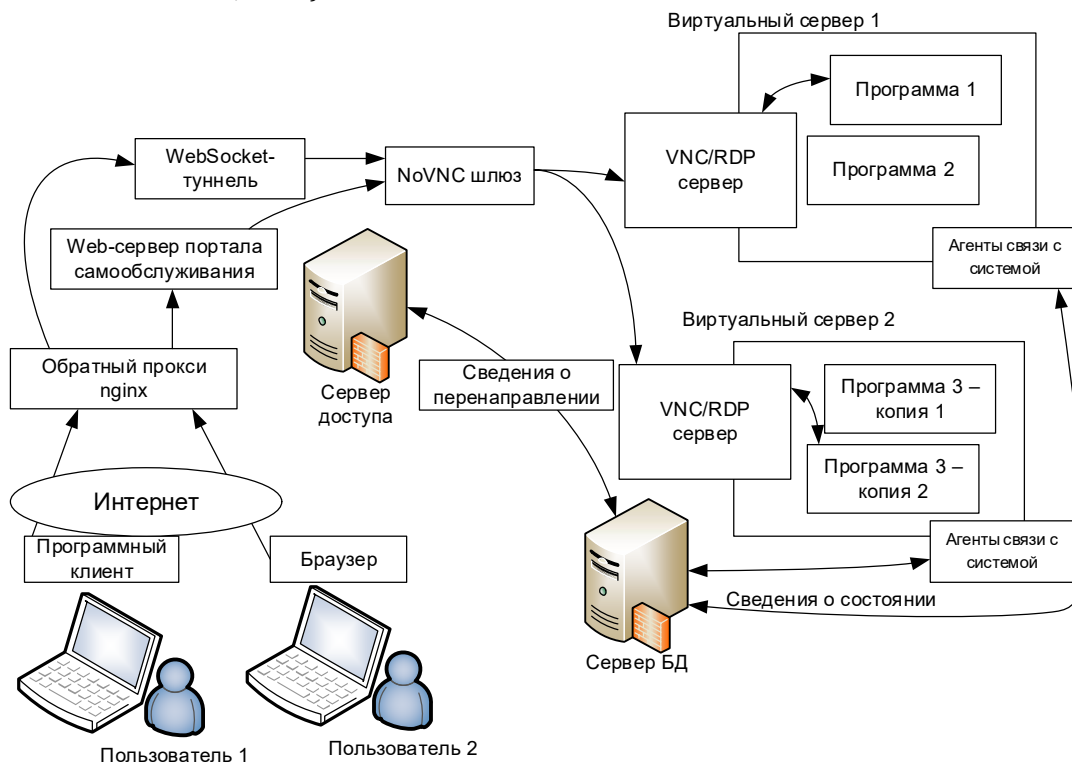 Виртуальный сервер 1
Программа 1
VNC/RDP
сервер
Программа 2
WebSocket-
туннель
NoVNC шлюз
Web-сервер портала
самообслуживания
Агенты связи с
системой
Виртуальный сервер 2
Обратный прокси
nginx
Сервер
доступа
Сведения о
перенаправлении
VNC/RDP
сервер
Программа 3 –
копия 1
Программа 3 –
копия 2
Интернет
Программный
клиент
Браузер
Агенты связи с
системой
Сведения о состоянии
Сервер БД
Пользователь 1
Пользователь 2